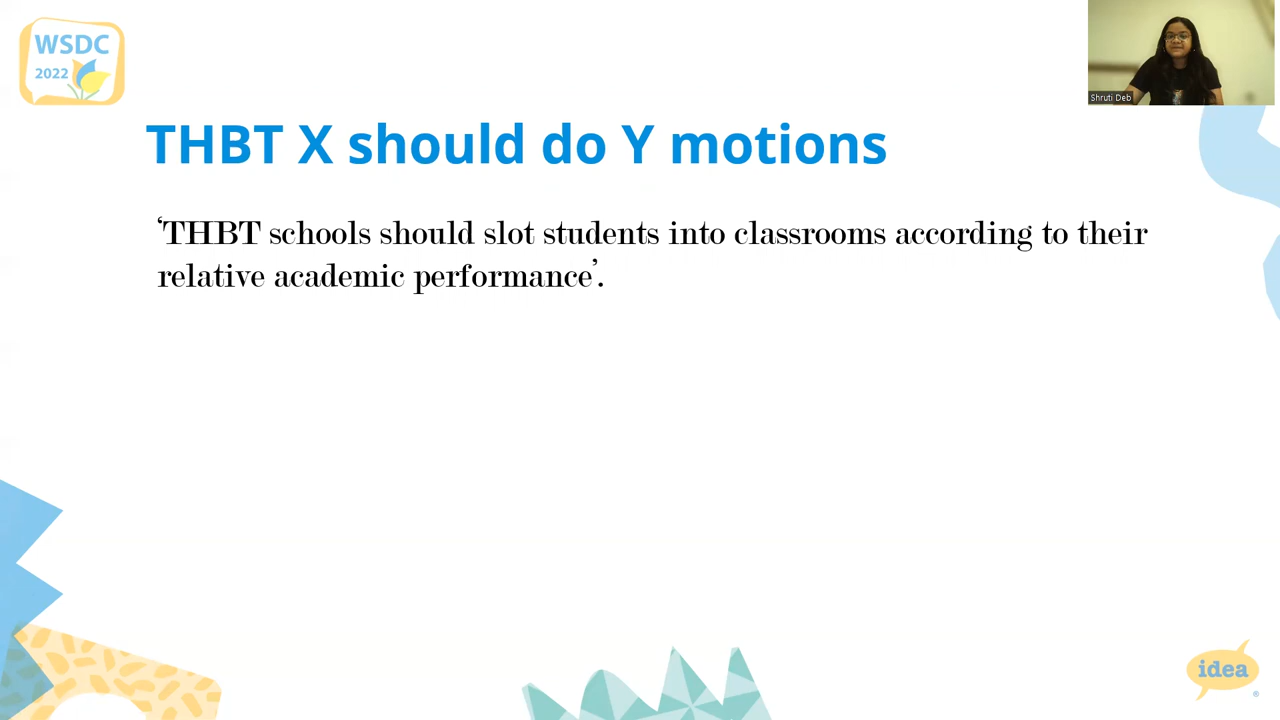 WSDC
2022
Shruti Deb
THBT X should do Y motions
‘THBT schools should slot students into classrooms according to their
relative academic performance’.
idea
®